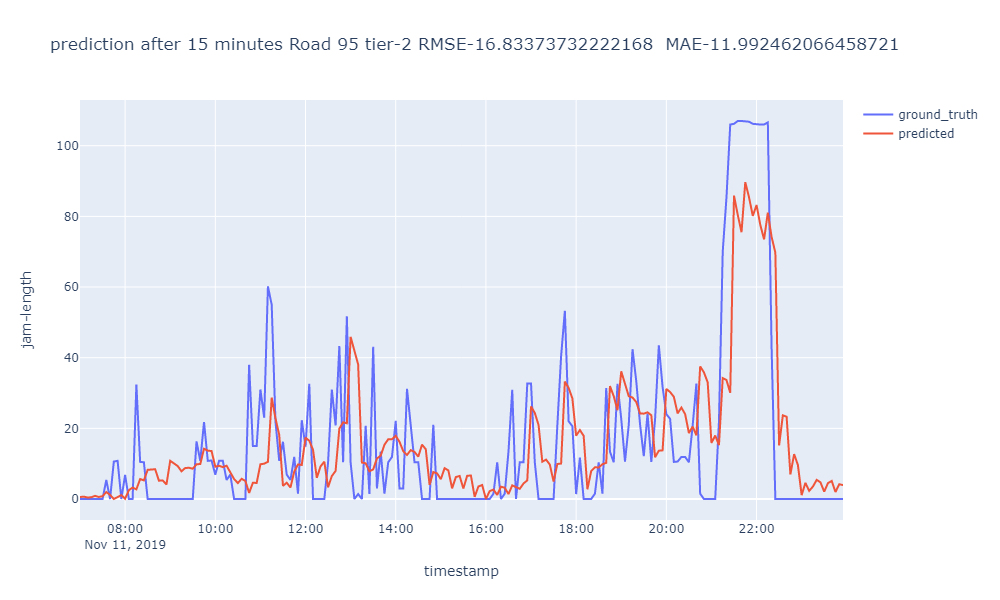 prediction after 15 minutes Road 95 tier-2 RMSE-16.83373732222168  MAE-11.992462066458721
ground_truth
predicted
jam-length
100
80
60
40
20
0
08:00 10:00 12:00 14:00 16:00 18:00 20:00 22:00
Nov 11, 2019
timestamp